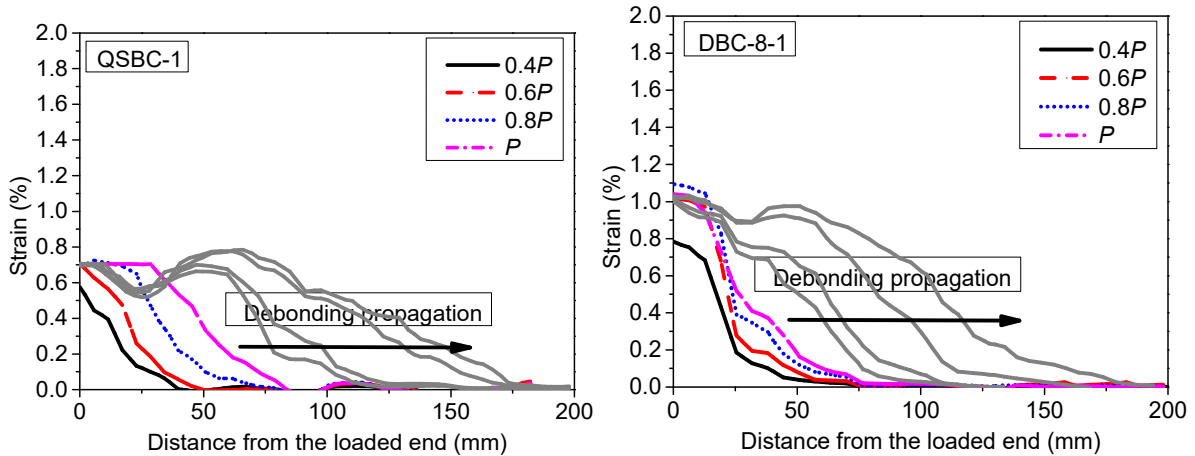 QSBC-1
0.4P
0.6P
0.8P
P
2.0
1.8
1.6
1.4
1.2
1.0
0.8
0.6
0.4
0.2
0.0
Strain (%)
Debonding propagation
0 50 100 150 200
Distance from the loaded end (mm)
DBC-8-1
0.4P
0.6P
0.8P
P
2.0
1.8
1.6
1.4
1.2
1.0
0.8
0.6
0.4
0.2
0.0
Strain (%)
Debonding propagation
0 50 100 150 200
Distance from the loaded end (mm)